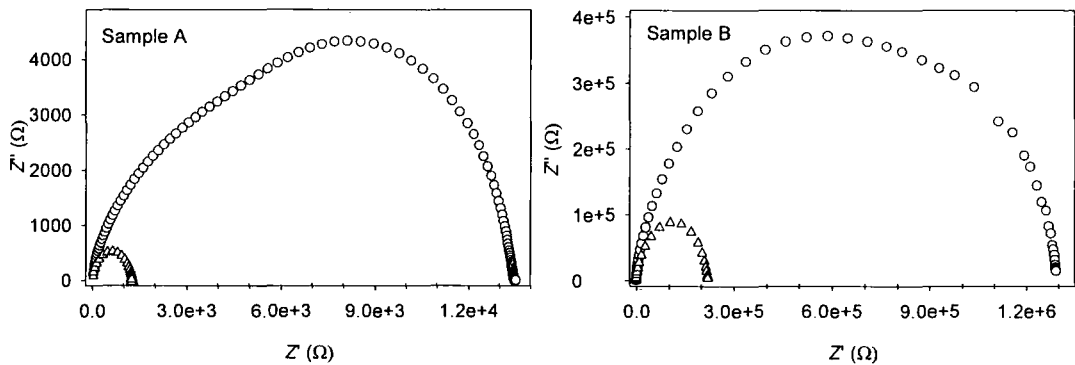 Sample A
4000
3000
2000
1000
0
Z'' (Ω)
0.0 3.0e+3 6.0e+3 9.0e+3 1.2e+4
Z' (Ω)
Sample B
4e+5
3e+5
2e+5
1e+5
0
Z'' (Ω)
0.0 3.0e+5 6.0e+5 9.0e+5 1.2e+6
Z' (Ω)